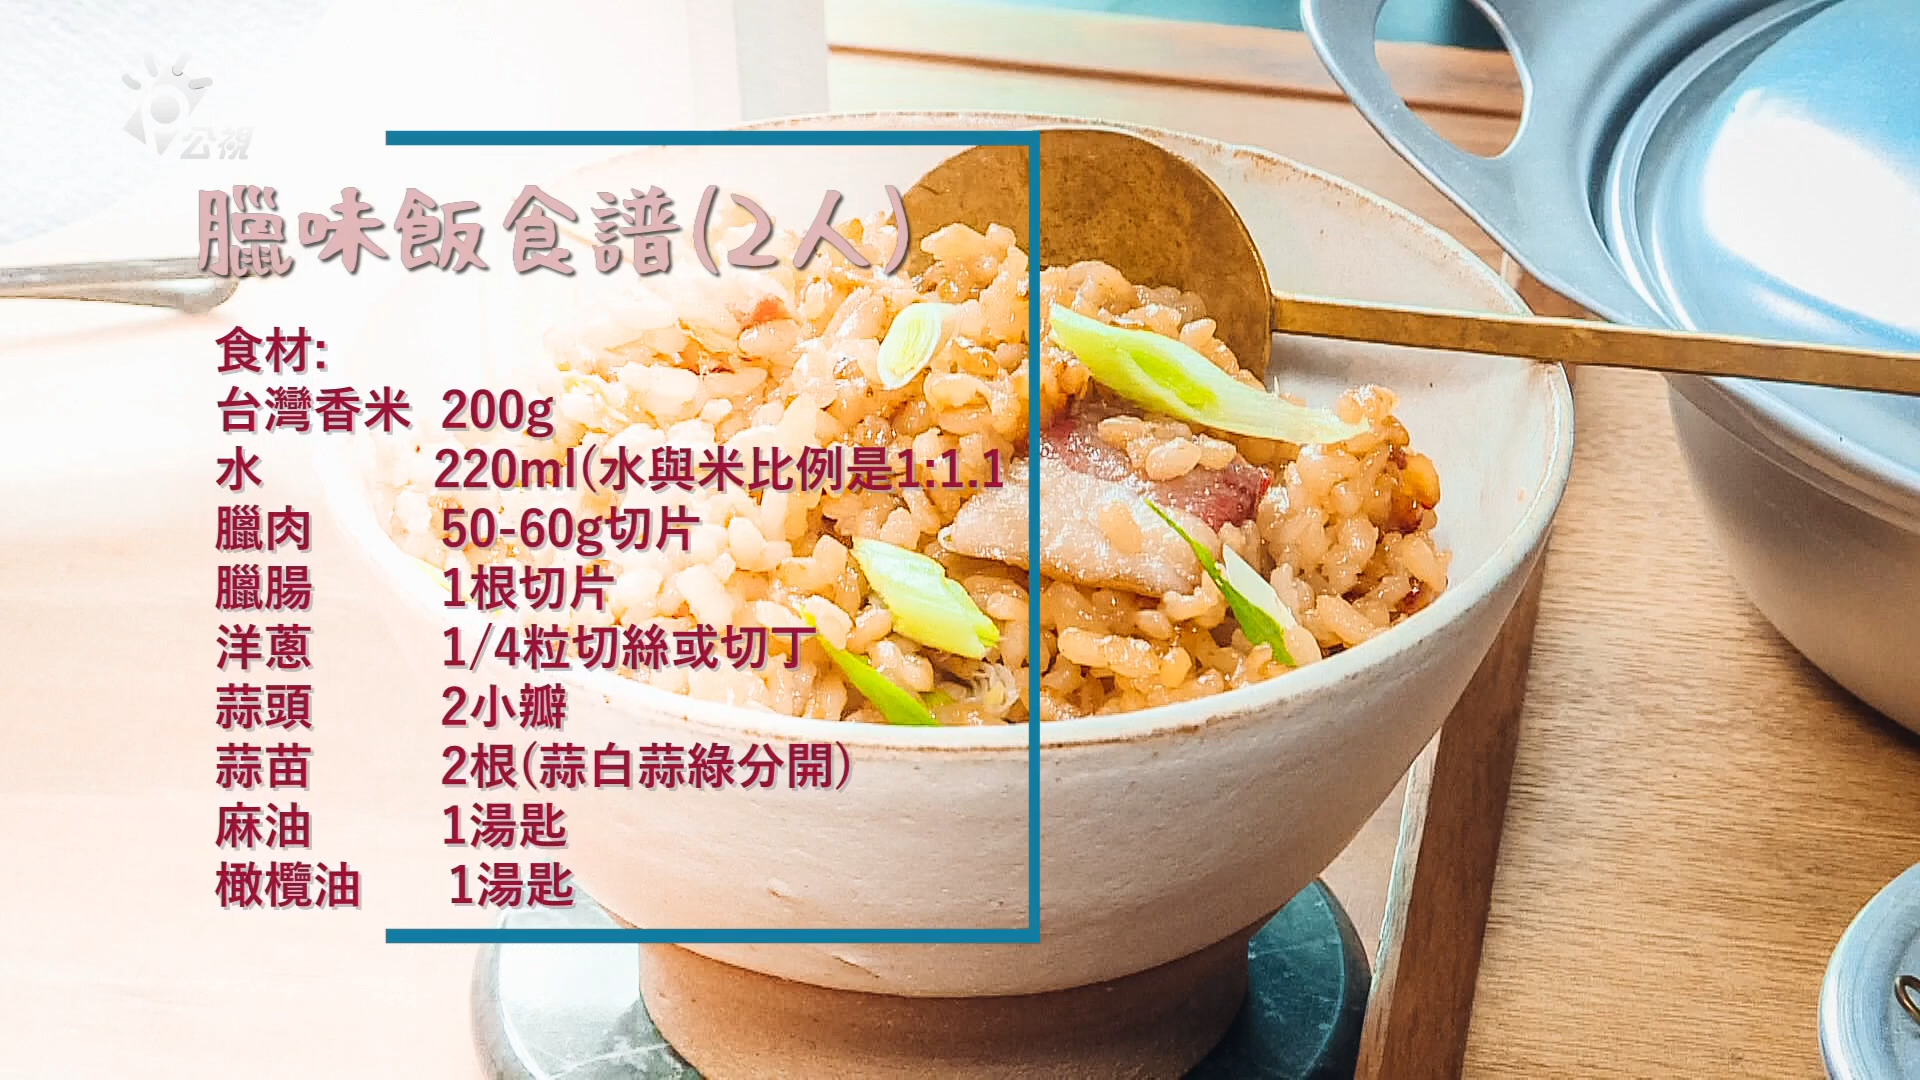 公視
臘味飯食譜(2人)
食材:
台灣香米 200g
水 220ml(水與米比例是1:1.1
臘肉 50-60g切片
臘腸 1根切片
洋蔥 1/4粒切絲或切丁
蒜頭 2小瓣
蒜苗 2根(蒜白蒜綠分開)
麻油 1湯匙
橄欖油 1湯匙